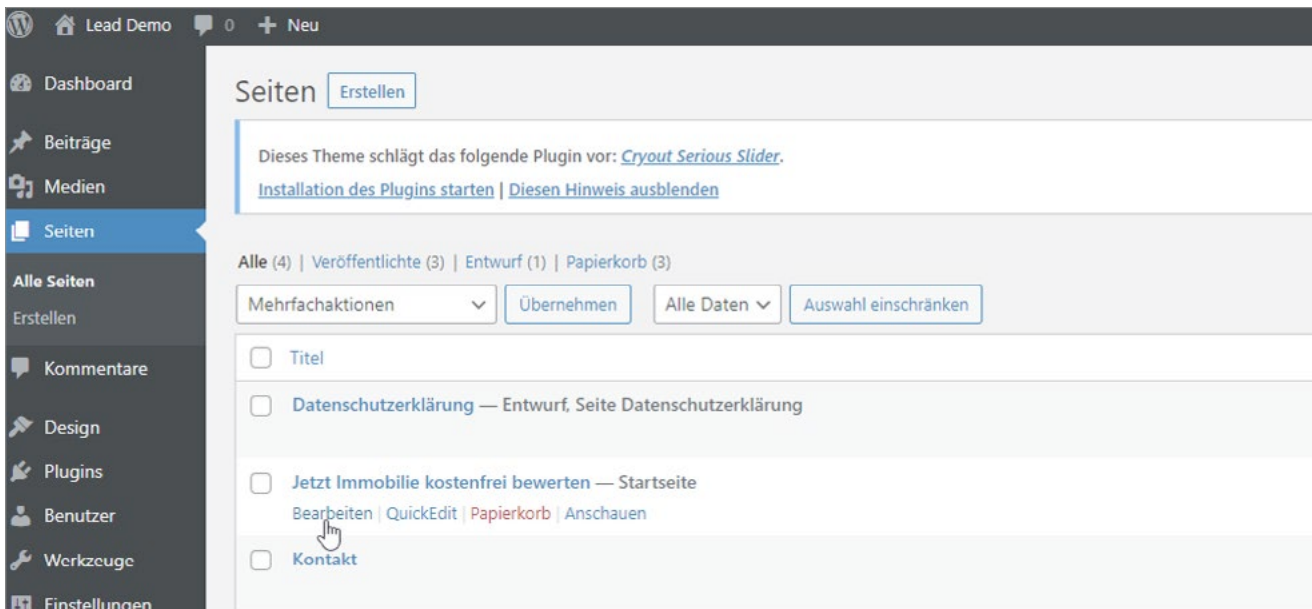 Lead Demo 0 Neu
Dashboard
Beiträge
Medien
Seiten
Alle Seiten
Erstellen
Kommentare
Design
Plugins
Benutzer
Werkzeuge
Einstellungen
Seiten Erstellen
Dieses Theme schlägt das folgende Plugin vor: Cryout Serious Slider.
Installation des Plugins starten | Diesen Hinweis ausblenden
Alle (4) | Veröffentlichte (3) | Entwurf (1) | Papierkorb (3)
Mehrfachaktionen Übernehmen Alle Daten Auswahl einschränken
Titel
Datenschutzerklärung — Entwurf, Seite Datenschutzerklärung
Jetzt Immobilie kostenfrei bewerten — Startseite
Bearbeiten | QuickEdit | Papierkorb | Anschauen
Kontakt